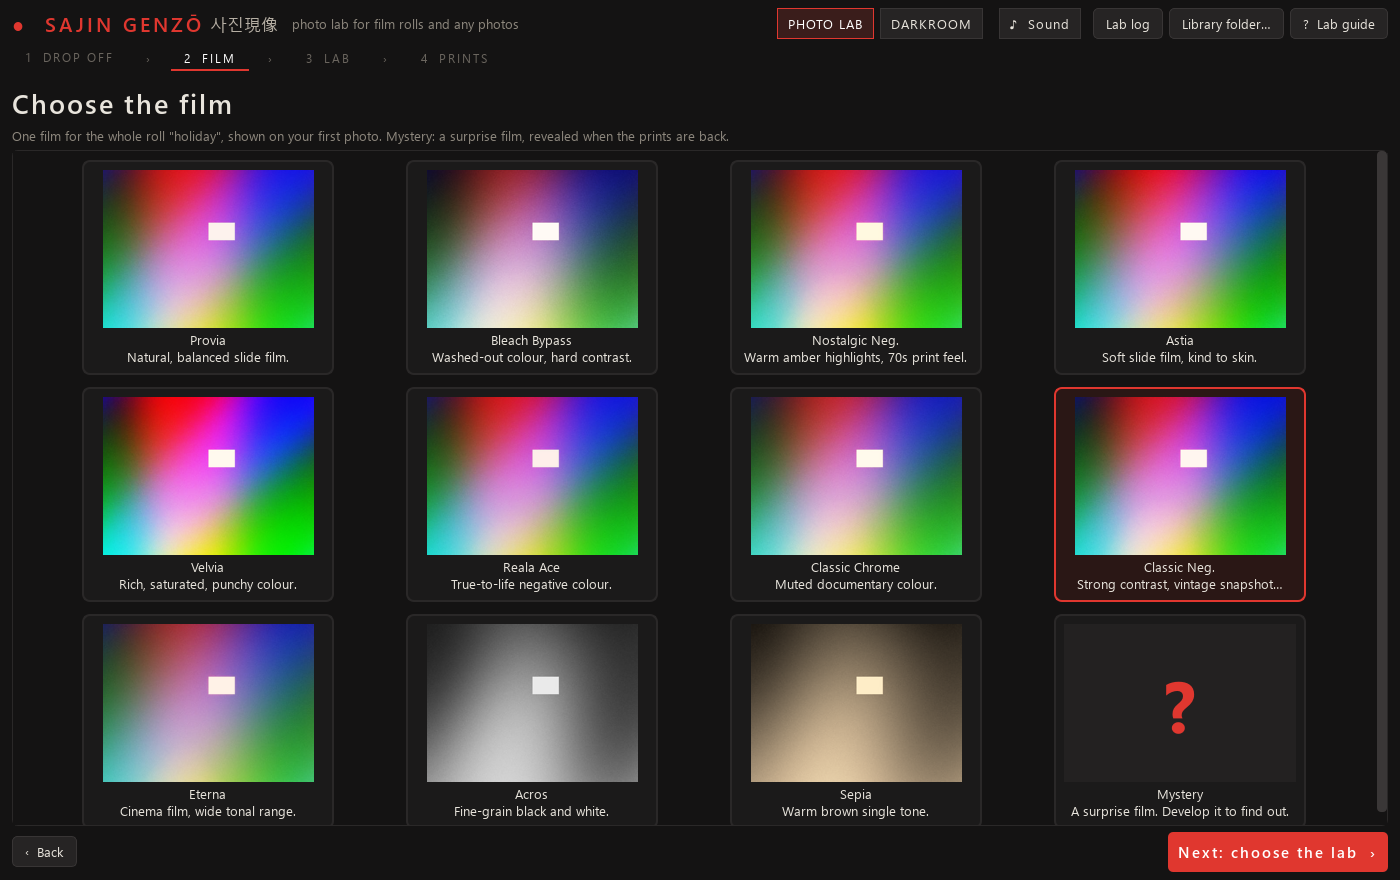 ● SAJIN GENZŌ 사진現像 photo lab for film rolls and any photos
PHOTO LAB DARKROOM ♪ Sound Lab log Library folder... ? Lab guide
1 DROP OFF › 2 FILM › 3 LAB › 4 PRINTS
Choose the film
One film for the whole roll "holiday", shown on your first photo. Mystery: a surprise film, revealed when the prints are back.
Provia
Natural, balanced slide film.
Bleach Bypass
Washed-out colour, hard contrast.
Nostalgic Neg.
Warm amber highlights, 70s print feel.
Astia
Soft slide film, kind to skin.
Velvia
Rich, saturated, punchy colour.
Reala Ace
True-to-life negative colour.
Classic Chrome
Muted documentary colour.
Classic Neg.
Strong contrast, vintage snapshot...
Eterna
Cinema film, wide tonal range.
Acros
Fine-grain black and white.
Sepia
Warm brown single tone.
?
Mystery
A surprise film. Develop it to find out.
‹ Back
Next: choose the lab ›